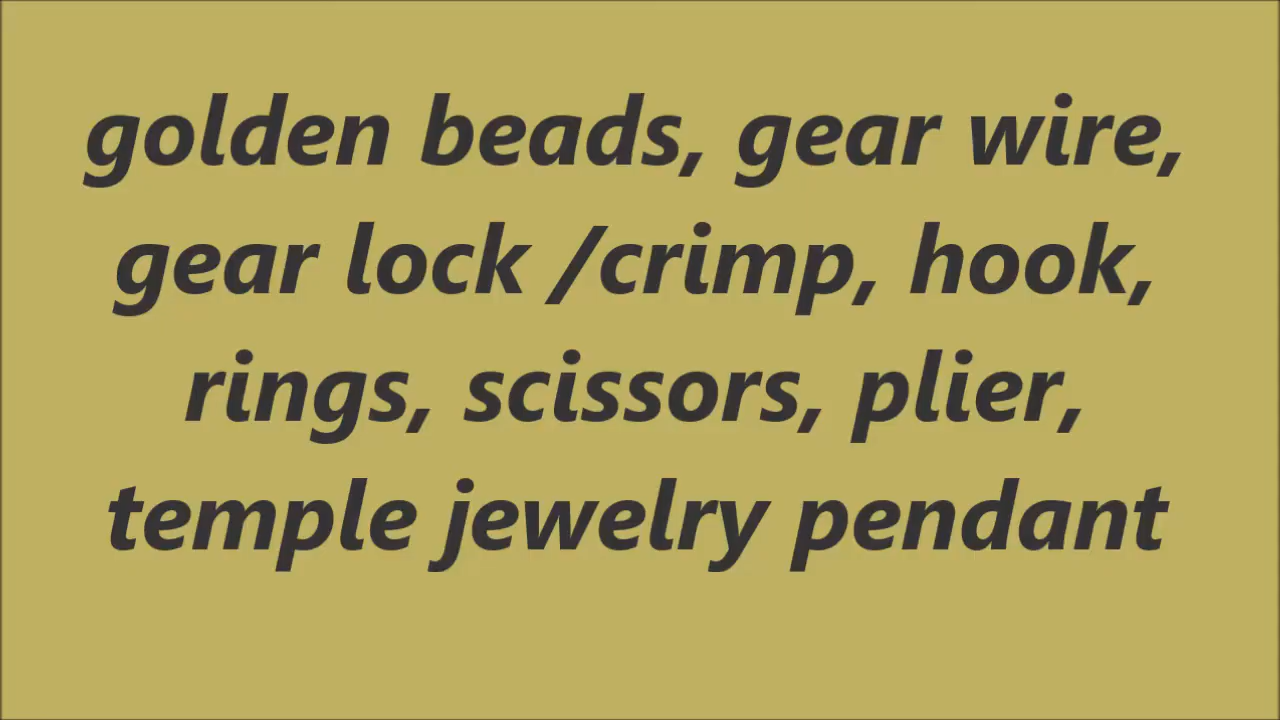 golden beads, gear wire,
gear lock /crimp, hook,
rings, scissors, plier,
temple jewelry pendant